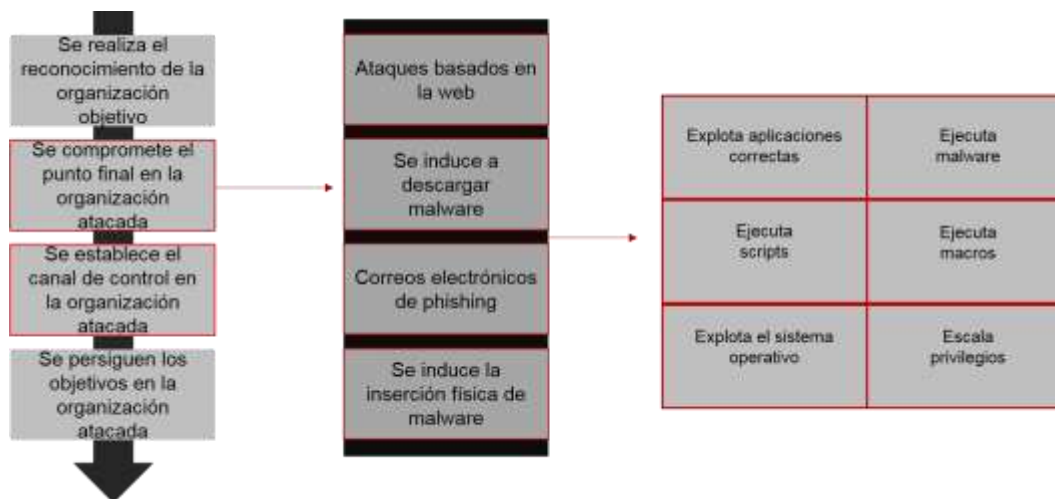 Se realiza el
reconocimiento de la
organización
objetivo
Se compromete el
punto final en la
organización
atacada
Se establece el
canal de control en
la organización
atacada
Se persiguen los
objetivos en la
organización
atacada
Ataques basados en
la web
Se induce a
descargar
malware
Correos electrónicos
de phishing
Se induce la
inserción física de
malware
Explota aplicaciones
correctas
Ejecuta
malware
Ejecuta
scripts
Ejecuta
macros
Explota el sistema
operativo
Escala
privilegios